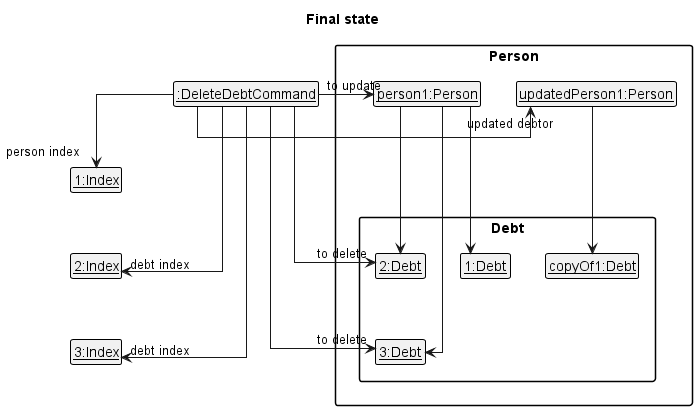 Final state
Person
:DeleteDebtCommand
to update
person1:Person
updatedPerson1:Person
updated debtor
person index
1:Index
Debt
2:Index
debt index
to delete
2:Debt
1:Debt
copyOf1:Debt
3:Index
debt index
to delete
3:Debt